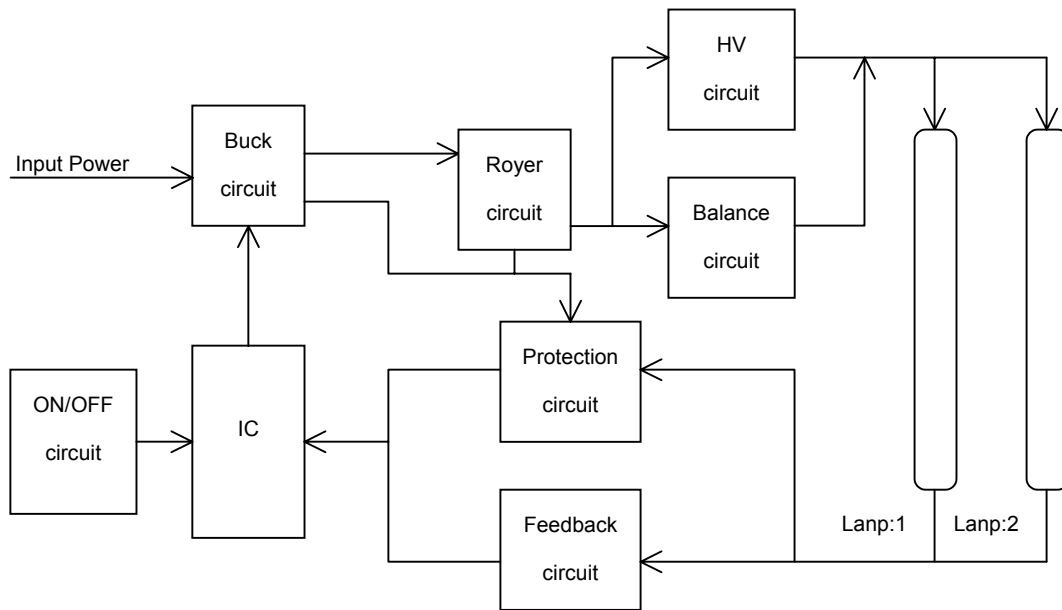 HV
circuit
Buck
circuit
Input Power
Royer
circuit
Balance
circuit
Protection
circuit
ON/OFF
circuit
IC
Feedback
circuit
Lanp:1
Lanp:2